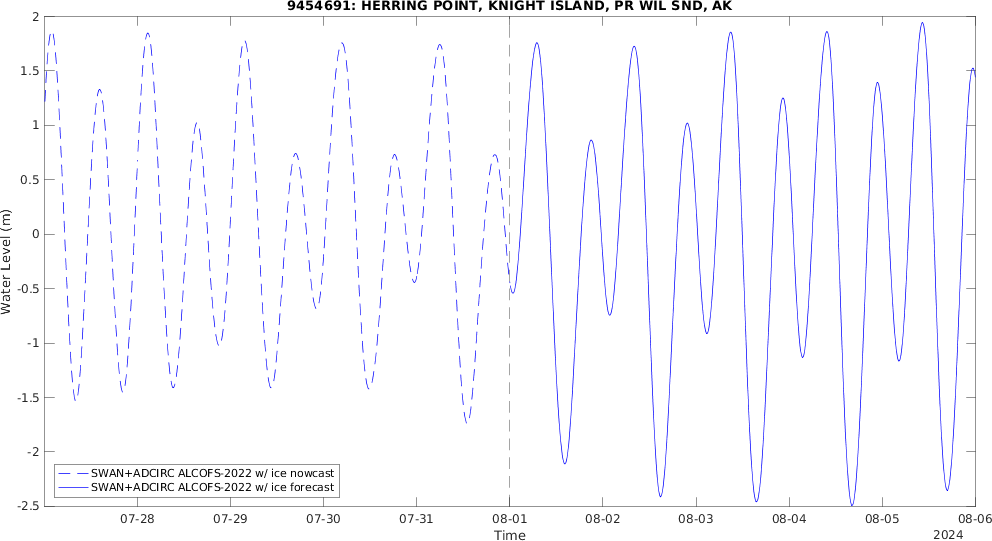 9454691: HERRING POINT, KNIGHT ISLAND, PR WIL SND, AK
Water Level (m)
2
1.5
1
0.5
0
-0.5
-1
-1.5
-2
-2.5
SWAN+ADCIRC ALCOFS-2022 w/ ice nowcast
SWAN+ADCIRC ALCOFS-2022 w/ ice forecast
07-28 07-29 07-30 07-31 08-01 08-02 08-03 08-04 08-05 08-06
Time
2024